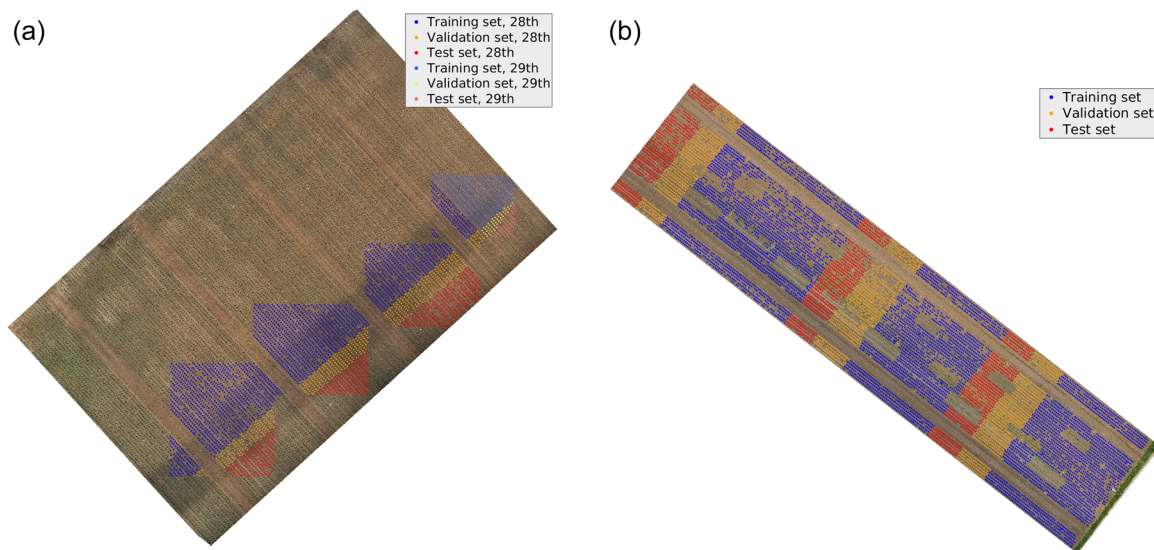 (a)
Training set, 28th
Validation set, 28th
Test set, 28th
Training set, 29th
Validation set, 29th
Test set, 29th
(b)
Training set
Validation set
Test set